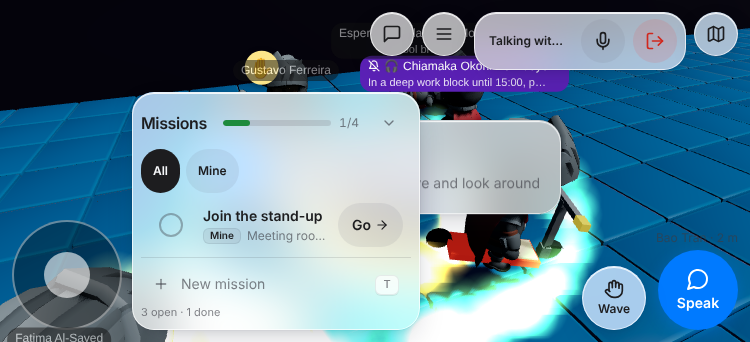 Talking wit…
Gustavo Ferreira
Chiamaka
In a deep work block until 15:00, p…
Missions
1/4
All
Mine
Join the stand-up
Mine Meeting roo…
Go →
and look around
New mission
T
3 open · 1 done
Wave
Speak
Fatima Al-Sayed